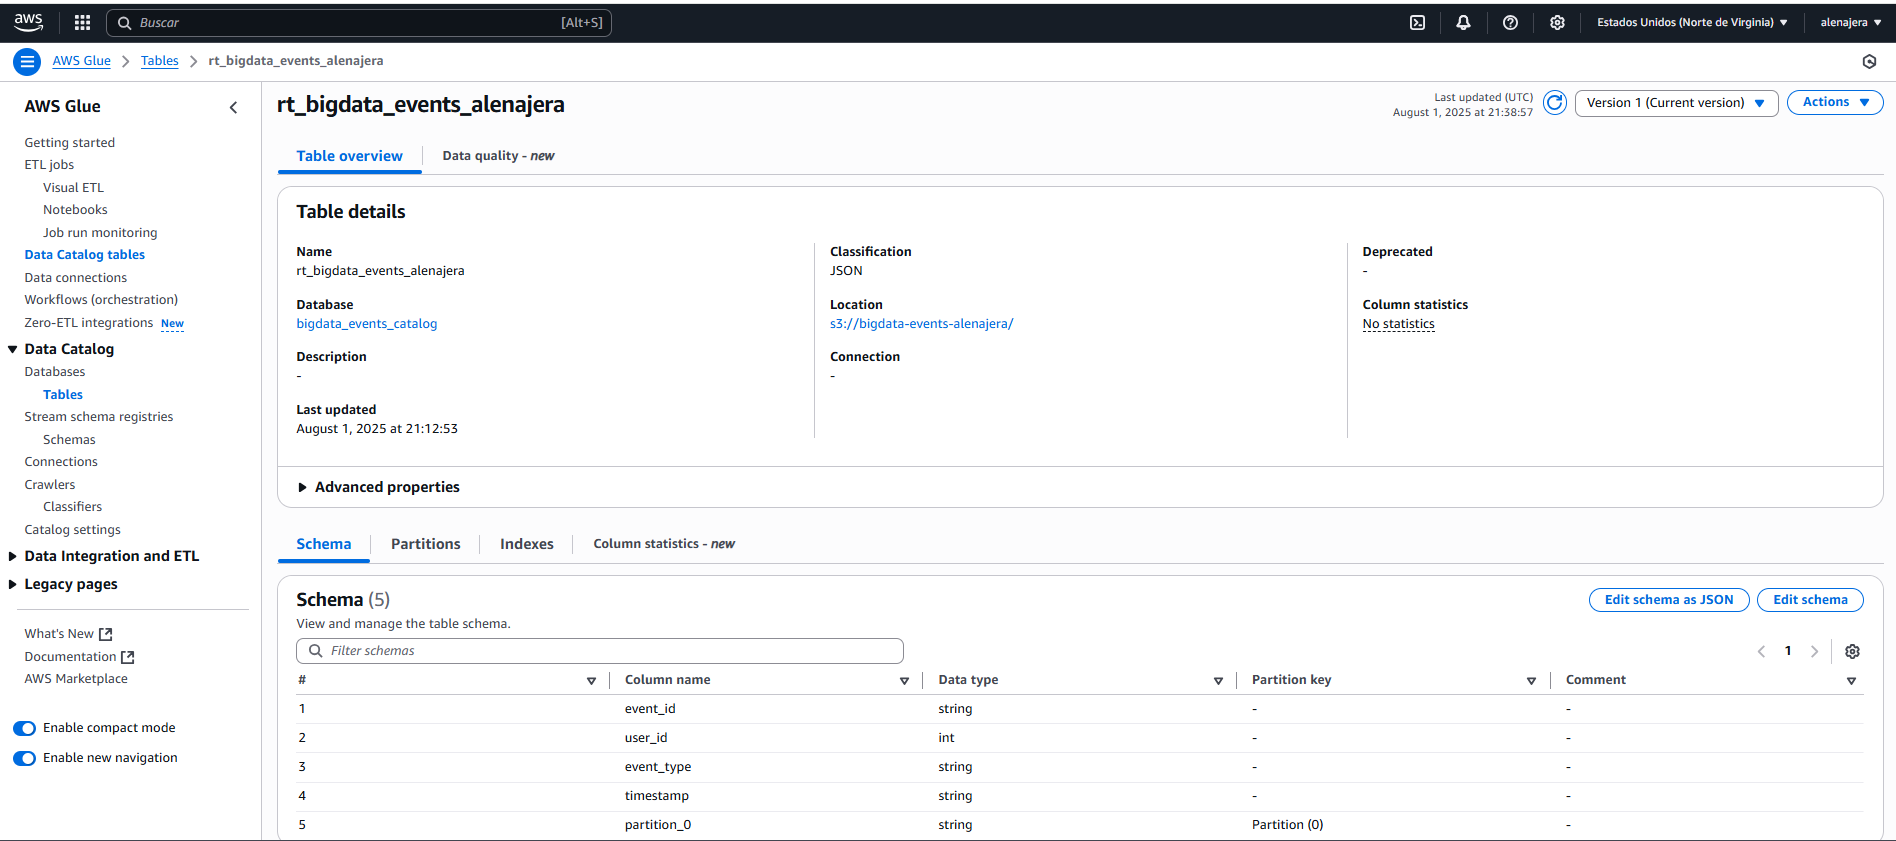 aws
Buscar [Alt+S]
Estados Unidos (Norte de Virginia)
alenajera
AWS Glue
Tables
rt_bigdata_events_alenajera
AWS Glue
Getting started
ETL jobs
Visual ETL
Notebooks
Job run monitoring
Data Catalog tables
Data connections
Workflows (orchestration)
Zero-ETL integrations New
Data Catalog
Databases
Tables
Stream schema registries
Schemas
Connections
Crawlers
Classifiers
Catalog settings
Data Integration and ETL
Legacy pages
What's New
Documentation
AWS Marketplace
Enable compact mode
Enable new navigation
rt_bigdata_events_alenajera
Last updated (UTC)
August 1, 2025 at 21:38:57
Version 1 (Current version)
Actions
Table overview
Data quality - new
Table details
Name
rt_bigdata_events_alenajera
Database
bigdata_events_catalog
Description
-
Last updated
August 1, 2025 at 21:12:53
Classification
JSON
Location
s3://bigdata-events-alenajera/
Connection
-
Deprecated
-
Column statistics
No statistics
Advanced properties
Schema
Partitions
Indexes
Column statistics - new
Schema (5)
View and manage the table schema.
Edit schema as JSON
Edit schema
Filter schemas
1
# Column name Data type Partition key Comment
1 event_id string - -
2 user_id int - -
3 event_type string - -
4 timestamp string - -
5 partition_0 string Partition (0) -